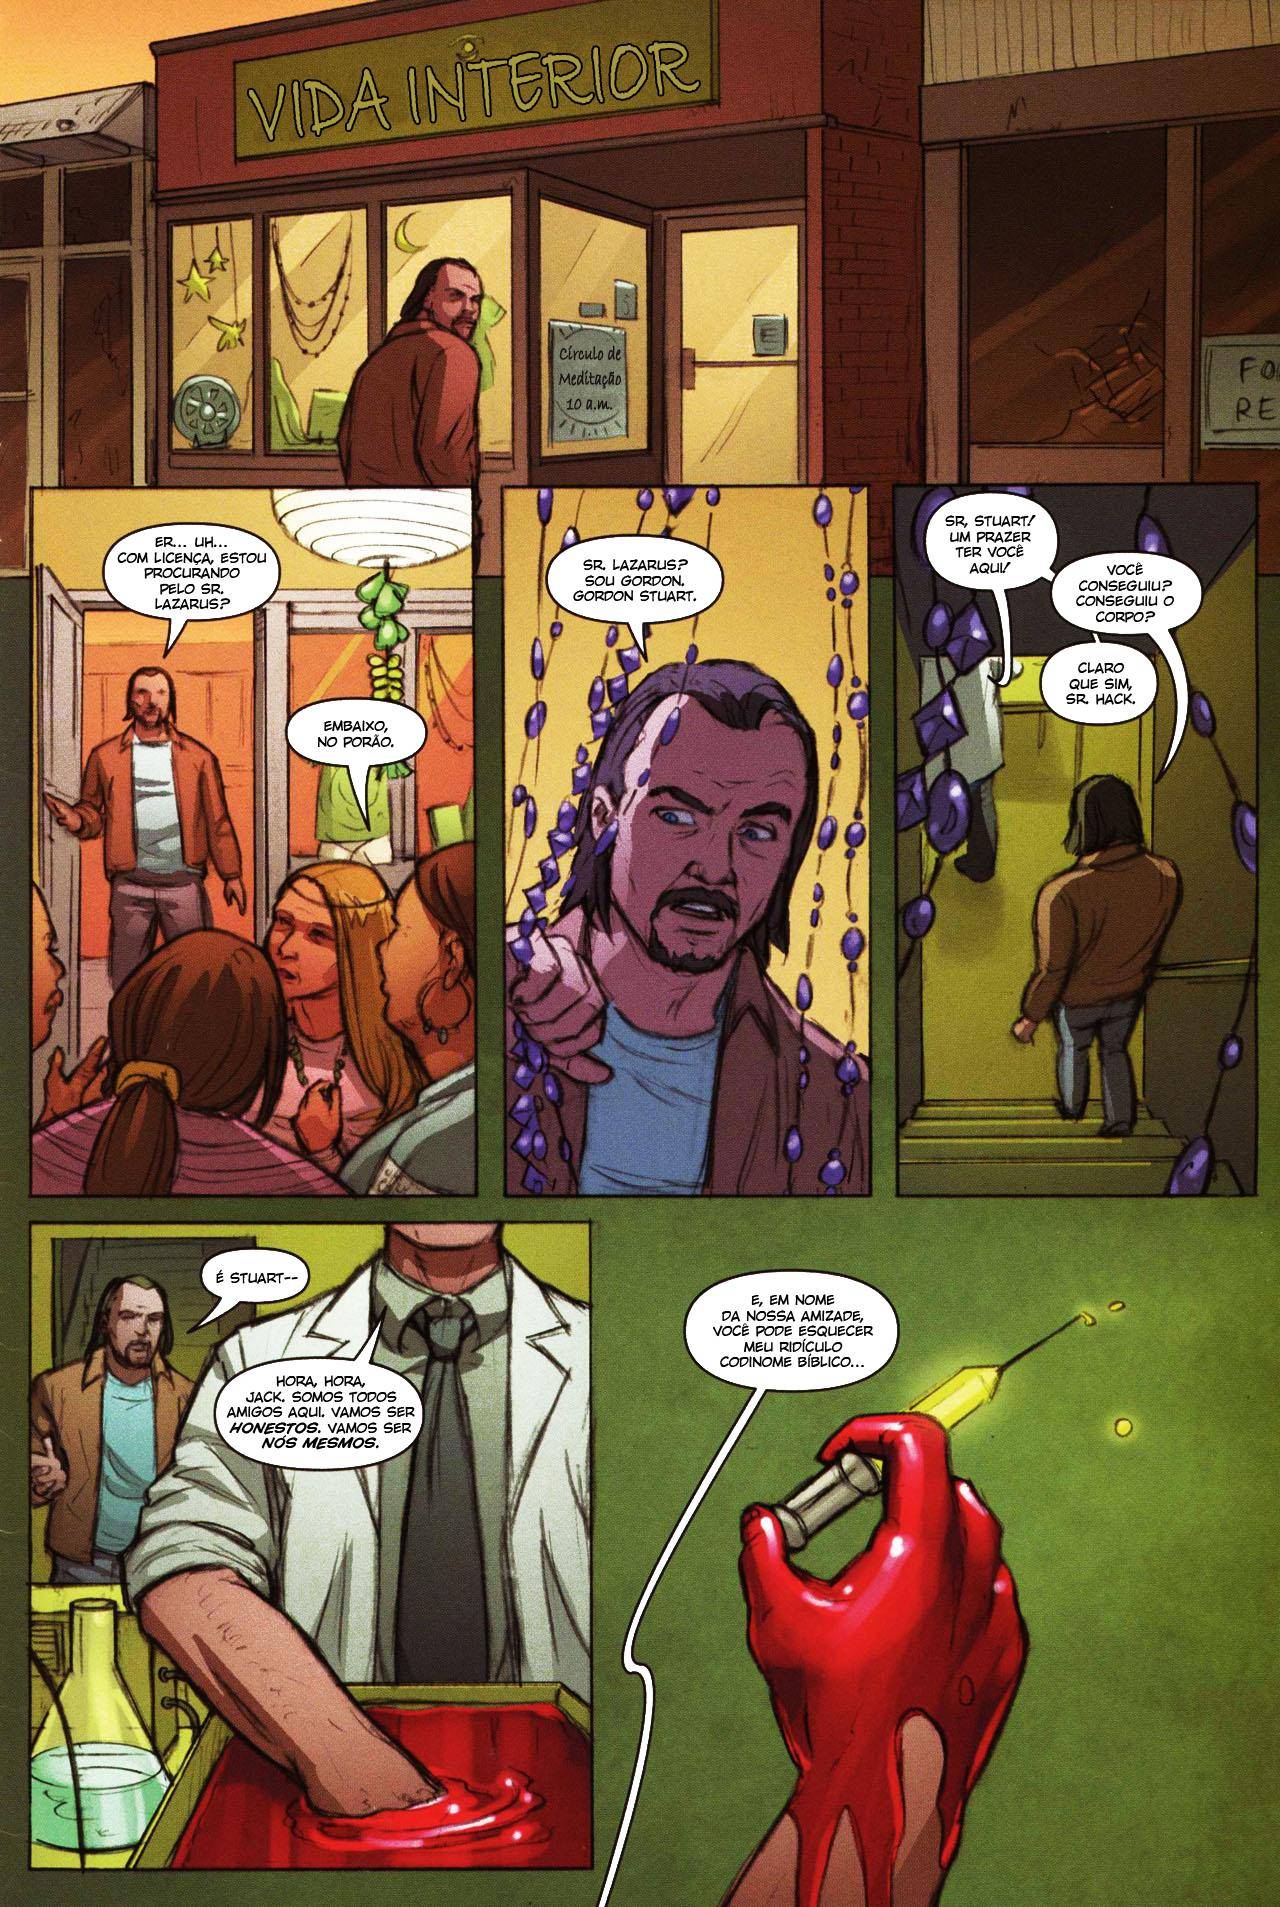 VIDA INTERIOR
Círculo de
Meditação
10 a.m.
E
FO
RE
ER... UH...
COM LICENÇA, ESTOU
PROCURANDO
PELO SR.
LAZARUS?
EMBAIXO,
NO PORÃO.
SR. LAZARUS?
SOU GORDON.
GORDON STUART.
SR, STUART!
UM PRAZER
TER VOCÊ
AQUI!
VOCÊ
CONSEGUIU?
CONSEGUIU O
CORPO?
CLARO
QUE SIM,
SR. HACK.
É STUART--
HORA, HORA,
JACK. SOMOS TODOS
AMIGOS AQUI. VAMOS SER
HONESTOS. VAMOS SER
NÓS MESMOS.
E, EM NOME
DA NOSSA AMIZADE,
VOCÊ PODE ESQUECER
MEU RIDÍCULO
CODINOME BÍBLICO...